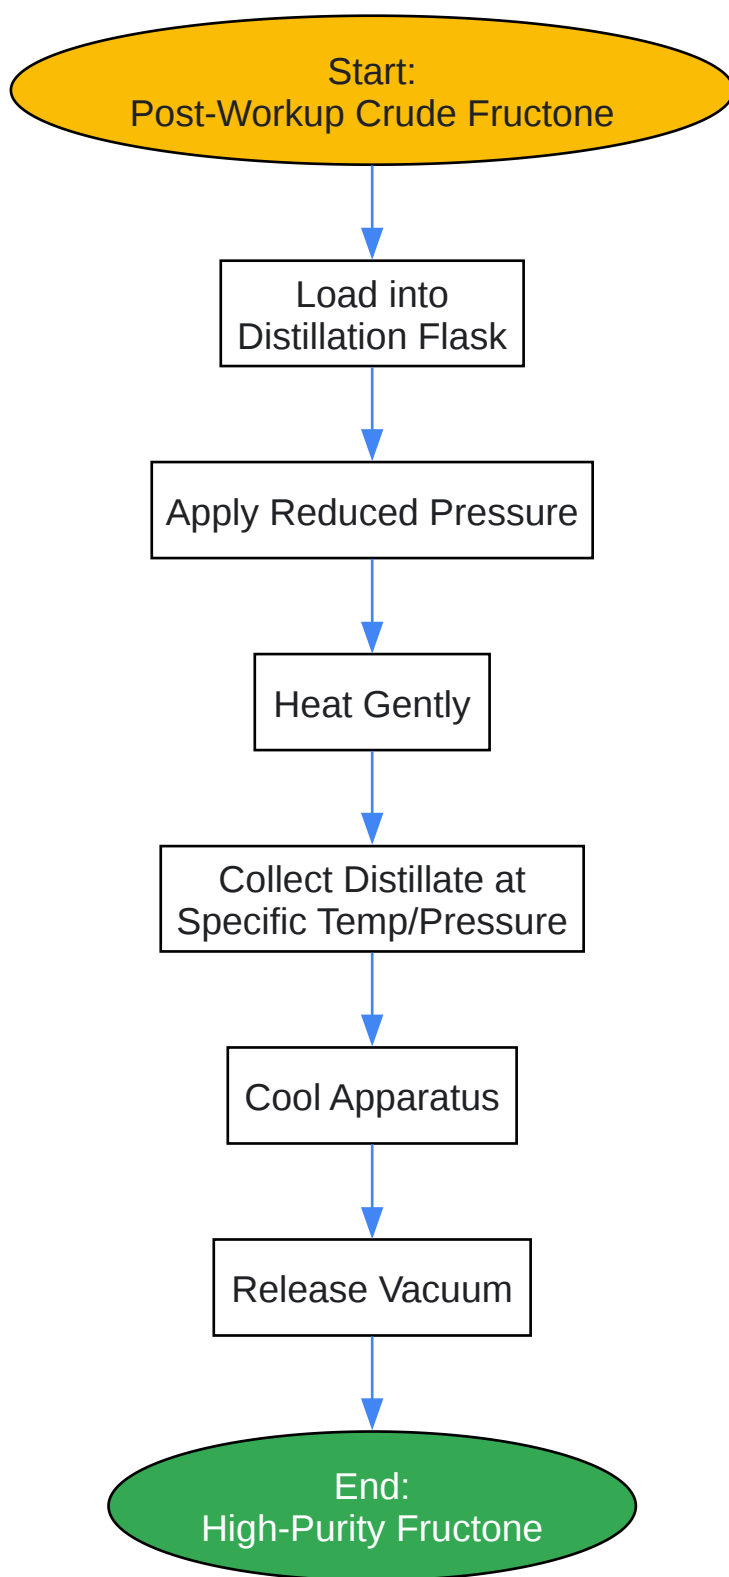 Start:
Post-Workup Crude Fructone
Load into
Distillation Flask
Apply Reduced Pressure
Heat Gently
Collect Distillate at
Specific Temp/Pressure
Cool Apparatus
Release Vacuum
End:
High-Purity Fructone